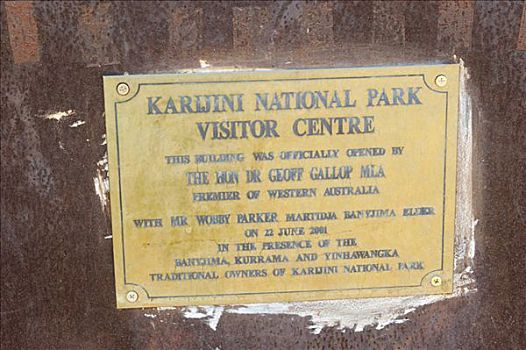 KARIJINI NATIONAL PARK
VISITOR CENTRE
THIS BUILDING WAS OFFICIALLY OPENED BY
THE HON DR GEOFF GALLOP MLA
PREMIER OF WESTERN AUSTRALIA
WITH MR WOBBY PARKER MARTIDJA BANYJIMA ELDER
ON 22 JUNE 2001
IN THE PRESENCE OF THE
BANYJIMA, KURRAMA AND YINHAWANGKA
TRADITIONAL OWNERS OF KARIJINI NATIONAL PARK